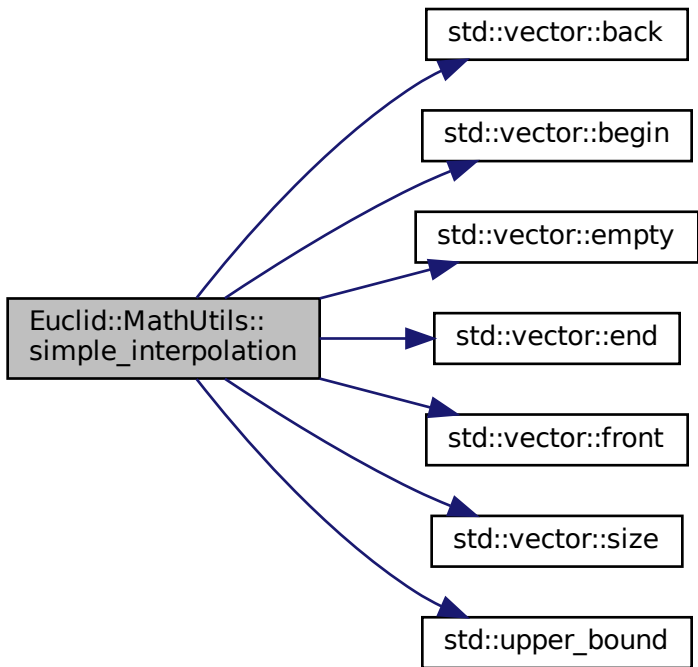 Euclid::MathUtils::
simple_interpolation
std::vector::back
std::vector::begin
std::vector::empty
std::vector::end
std::vector::front
std::vector::size
std::upper_bound